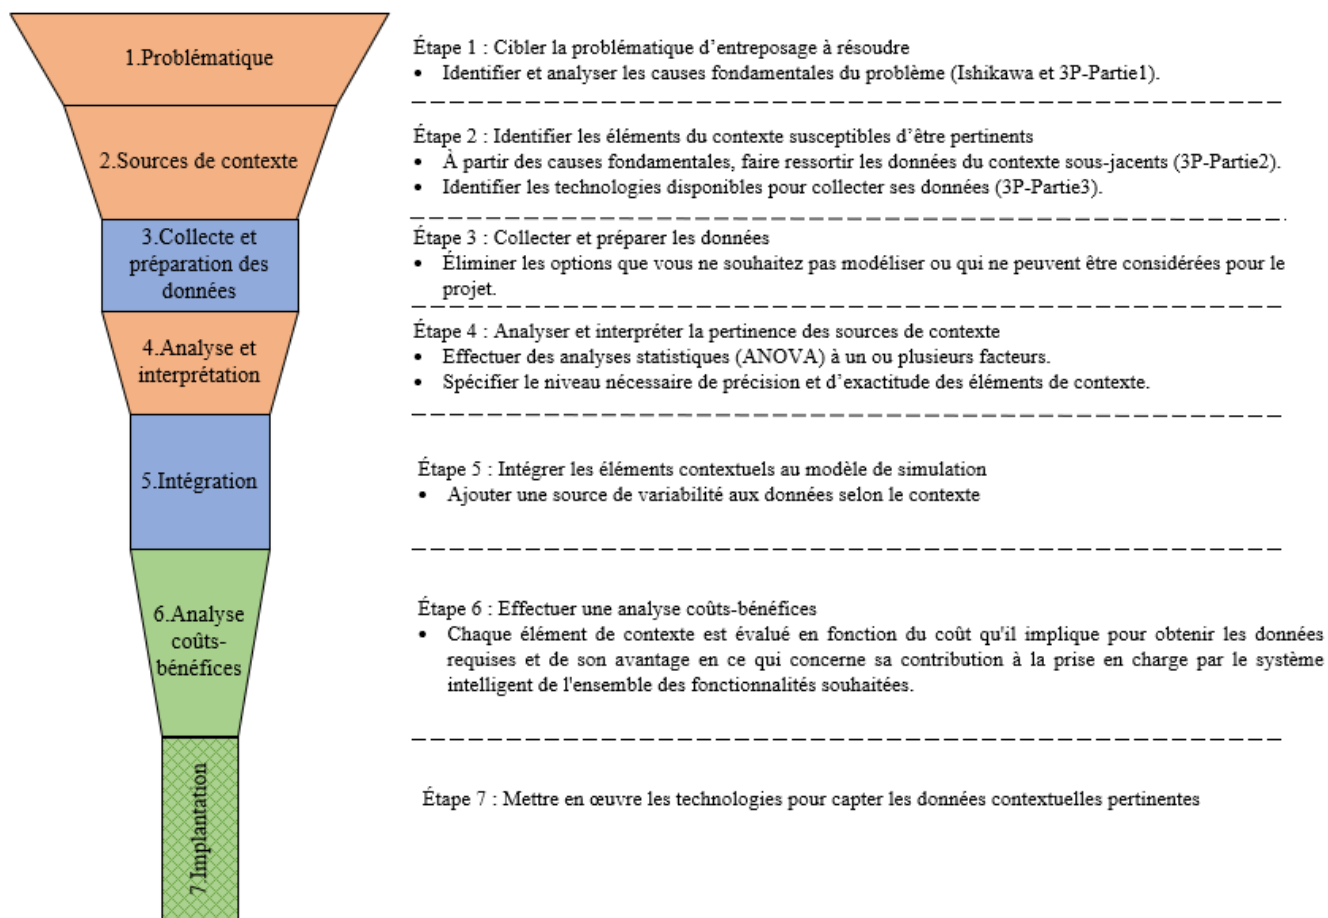 1.Problématique
Étape 1 : Cibler la problématique d’entreposage à résoudre
• Identifier et analyser les causes fondamentales du problème (Ishikawa et 3P-Partie1).
2.Sources de contexte
Étape 2 : Identifier les éléments du contexte susceptibles d’être pertinents
• À partir des causes fondamentales, faire ressortir les données du contexte sous-jacents (3P-Partie2).
• Identifier les technologies disponibles pour collecter ses données (3P-Partie3).
3.Collecte et
préparation des
données
Étape 3 : Collecter et préparer les données
• Éliminer les options que vous ne souhaitez pas modéliser ou qui ne peuvent être considérées pour le
projet.
4.Analyse et
interprétation
Étape 4 : Analyser et interpréter la pertinence des sources de contexte
• Effectuer des analyses statistiques (ANOVA) à un ou plusieurs facteurs.
• Spécifier le niveau nécessaire de précision et d’exactitude des éléments de contexte.
5.Intégration
Étape 5 : Intégrer les éléments contextuels au modèle de simulation
• Ajouter une source de variabilité aux données selon le contexte
6.Analyse
coûts-
bénéfices
Étape 6 : Effectuer une analyse coûts-bénéfices
• Chaque élément de contexte est évalué en fonction du coût qu'il implique pour obtenir les données
requises et de son avantage en ce qui concerne sa contribution à la prise en charge par le système
intelligent de l'ensemble des fonctionnalités souhaitées.
7.Implantation
Étape 7 : Mettre en œuvre les technologies pour capter les données contextuelles pertinentes